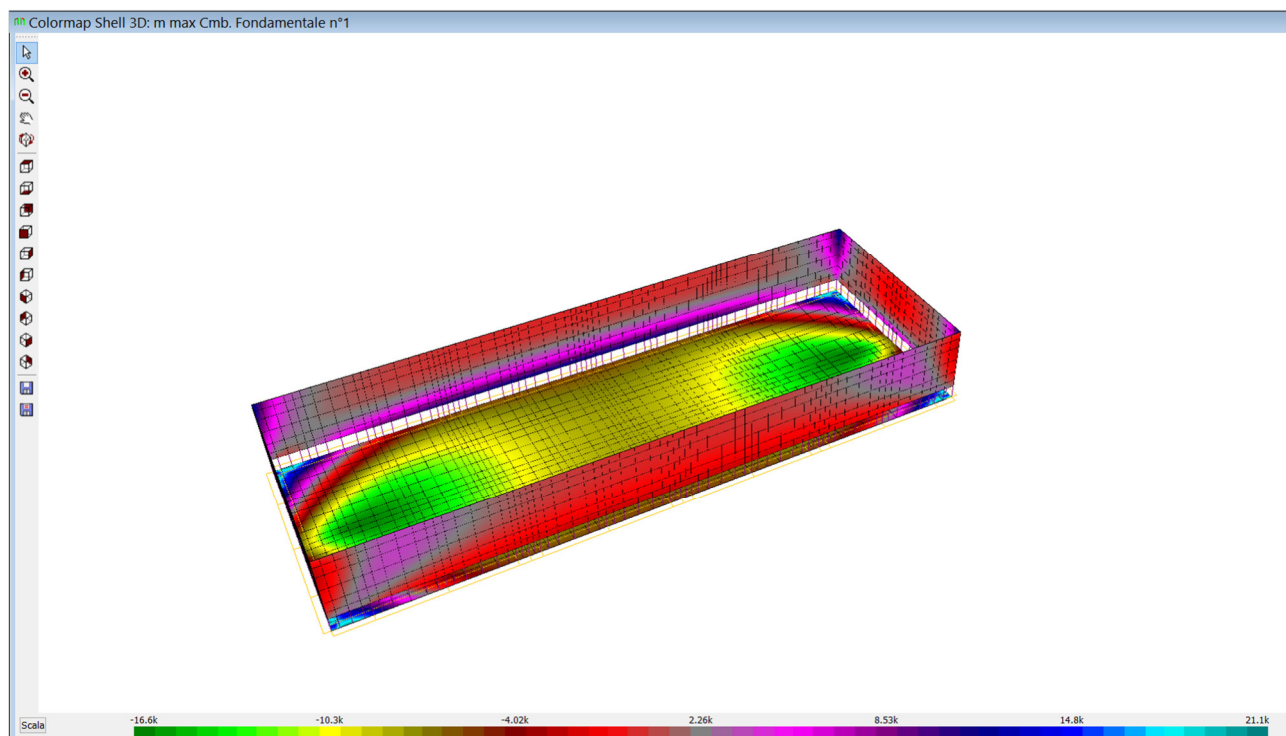 Colormap Shell 3D: m max Cmb. Fondamentale n°1
Scala
-16.6k -10.3k -4.02k 2.26k 8.53k 14.8k 21.1k